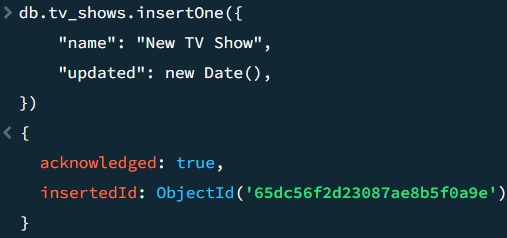 > db.tv_shows.insertOne({
"name": "New TV Show",
"updated": new Date(),
})
< {
acknowledged: true,
insertedId: ObjectId('65dc56f2d23087ae8b5f0a9e')
}